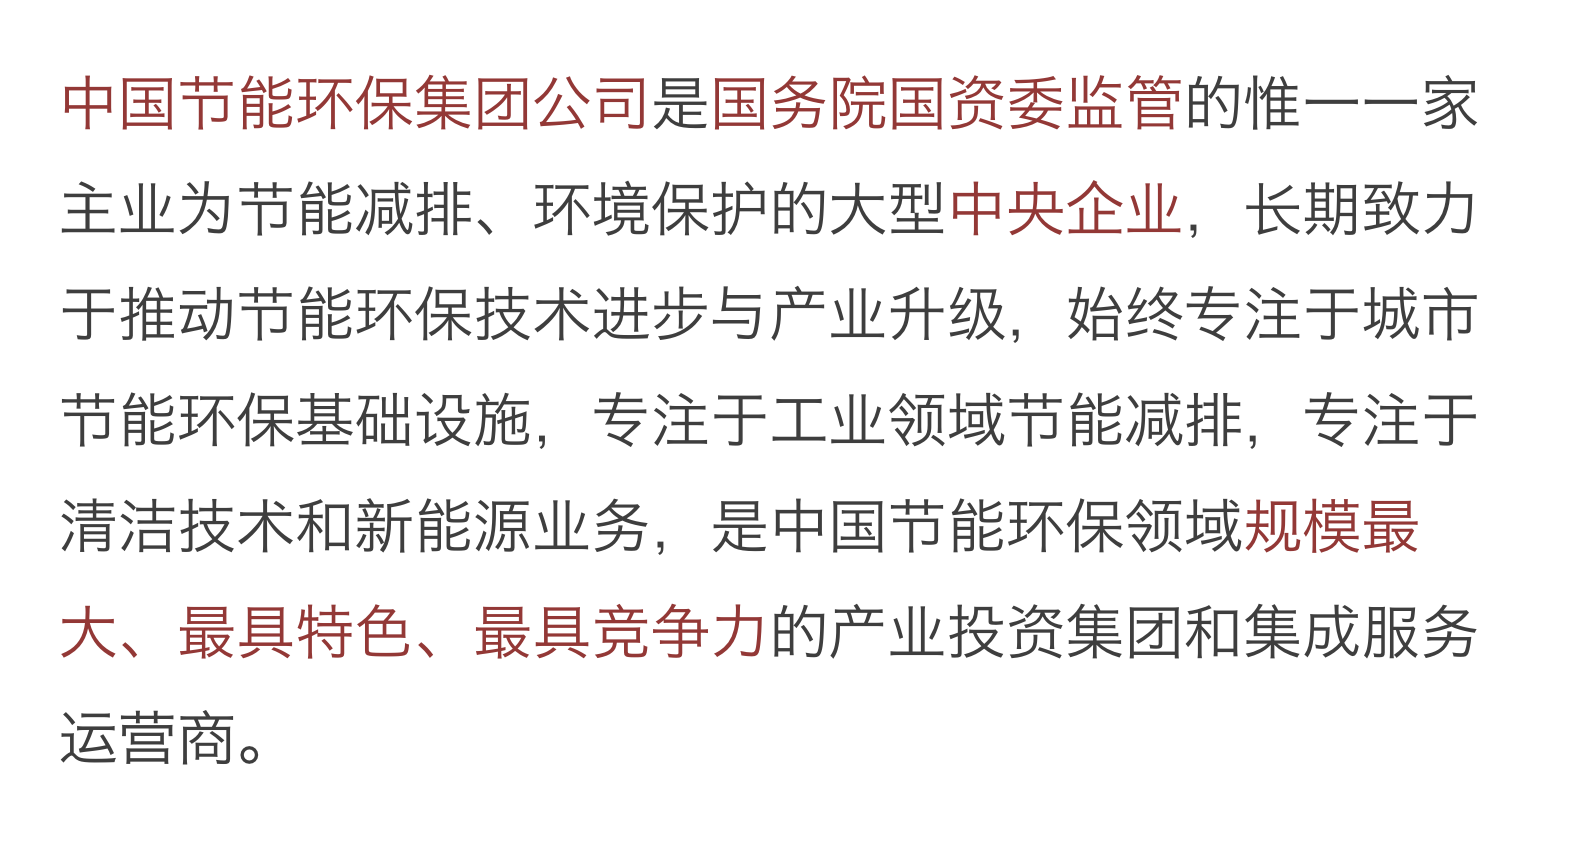 中国节能环保集团公司是国务院国资委监管的惟一一家
主业为节能减排、环境保护的大型中央企业，长期致力
于推动节能环保技术进步与产业升级，始终专注于城市
节能环保基础设施，专注于工业领域节能减排，专注于
清洁技术和新能源业务，是中国节能环保领域规模最
大、最具特色、最具竞争力的产业投资集团和集成服务
运营商。